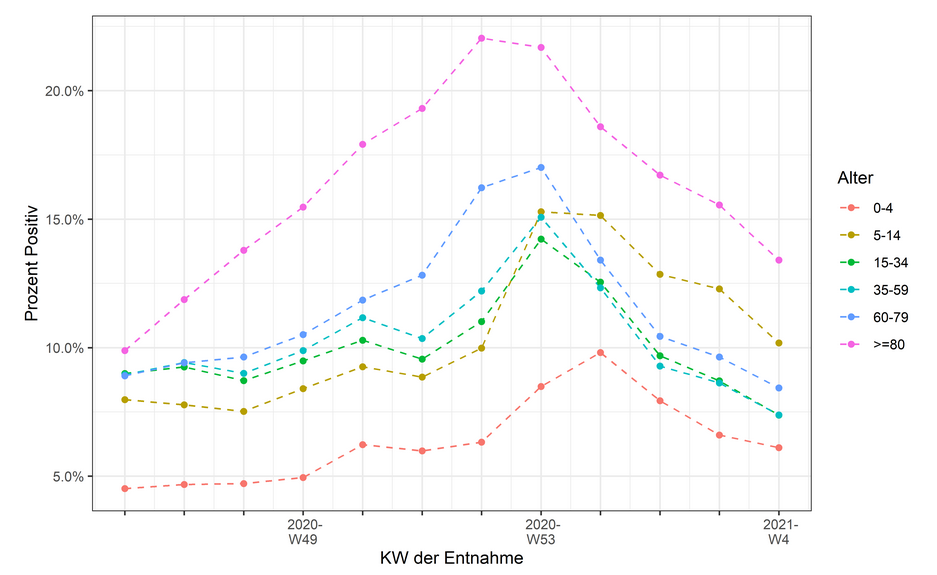 Prozent Positiv
20.0%
15.0%
10.0%
5.0%
2020-
W49
2020-
W53
2021-
W4
KW der Entnahme
Alter
0-4
5-14
15-34
35-59
60-79
>=80